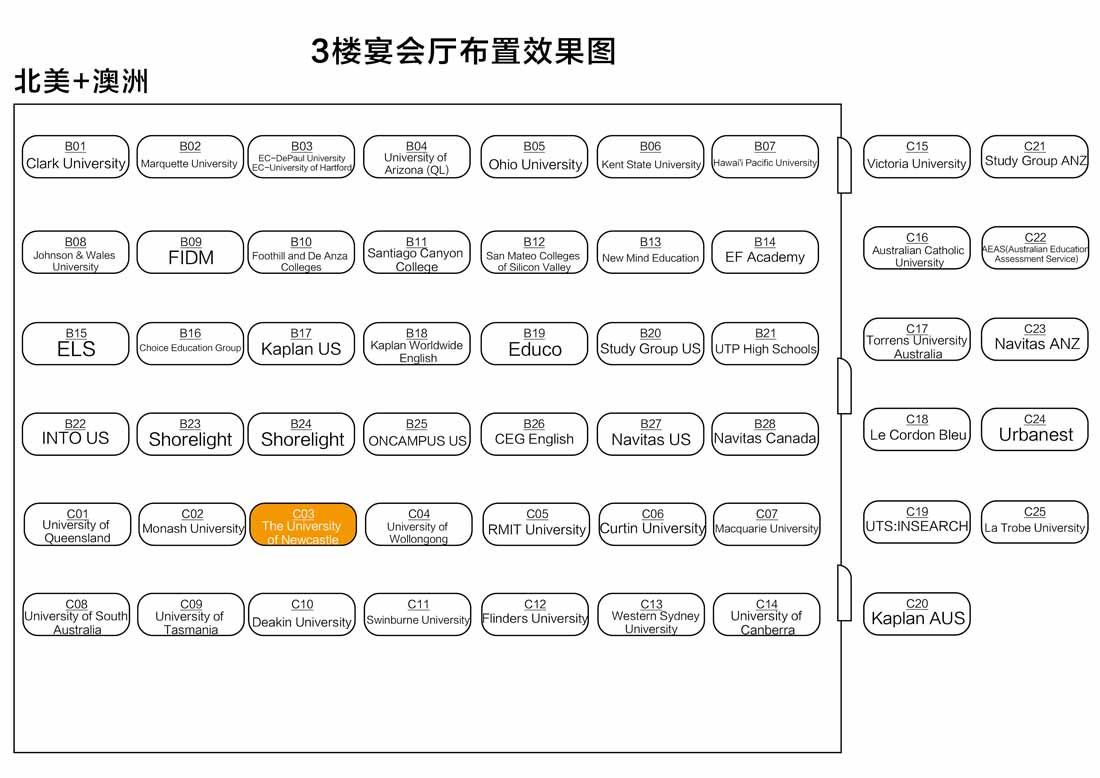 3楼宴会厅布置效果图
北美+澳洲
B01
Clark University
B02
Marquette University
B03
EC-DePaul University
EC-University of Hartford
B04
University of
Arizona (QL)
B05
Ohio University
B06
Kent State University
B07
Hawai'i Pacific University
C15
Victoria University
C21
Study Group ANZ
B08
Johnson & Wales
University
B09
FIDM
B10
Foothill and De Anza
Colleges
B11
Santiago Canyon
College
B12
San Mateo Colleges
of Silicon Valley
B13
New Mind Education
B14
EF Academy
C16
Australian Catholic
University
C22
AEAS(Australian Education
Assessment Service)
B15
ELS
B16
Choice Education Group
B17
Kaplan US
B18
Kaplan Worldwide
English
B19
Educo
B20
Study Group US
B21
UTP High Schools
C17
Torrens University
Australia
C23
Navitas ANZ
B22
INTO US
B23
Shorelight
B24
Shorelight
B25
ONCAMPUS US
B26
CEG English
B27
Navitas US
B28
Navitas Canada
C18
Le Cordon Bleu
C24
Urbanest
C01
University of
Queensland
C02
Monash University
C03
The University
of Newcastle
C04
University of
Wollongong
C05
RMIT University
C06
Curtin University
C07
Macquarie University
C19
UTS:INSEARCH
C25
La Trobe University
C08
University of South
Australia
C09
University of
Tasmania
C10
Deakin University
C11
Swinburne University
C12
Flinders University
C13
Western Sydney
University
C14
University of
Canberra
C20
Kaplan AUS